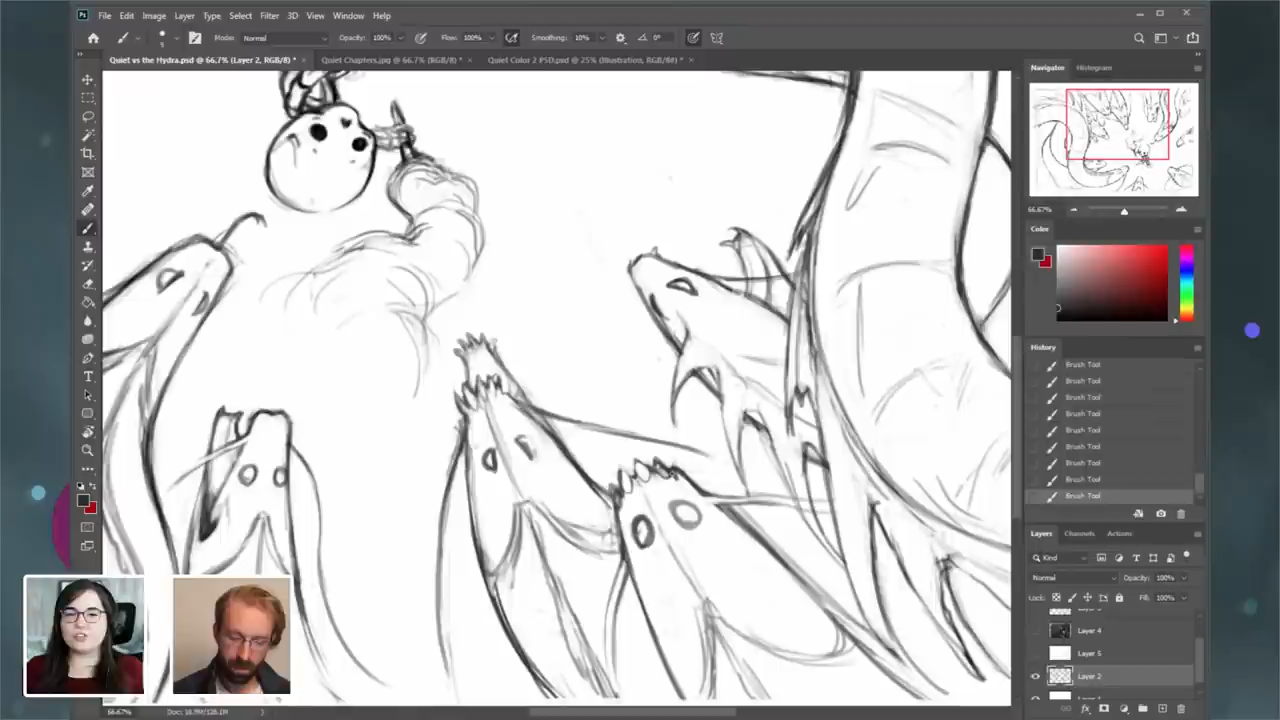 File Edit Image Layer Type Select Filter 3D View Window Help
Mode: Normal Opacity: 100% Flow: 100% Smoothing: 10% 0°
Quiet vs the Hydra.psd @ 66.7% (Layer 2, RGB/8#) * × Quiet Chapters.jpg @ 66.7% (RGB/8) * × Quiet Color 2 PSD.psd @ 25% (Illustration, RGB/8#) * ×
Navigator Histogram
66.67%
Color
History
Brush Tool
Brush Tool
Brush Tool
Brush Tool
Brush Tool
Brush Tool
Brush Tool
Brush Tool
Brush Tool
Layers Channels Actions
Kind
Normal Opacity: 100%
Lock: Fill: 100%
Layer 4
Layer 5
Layer 2
66.67%